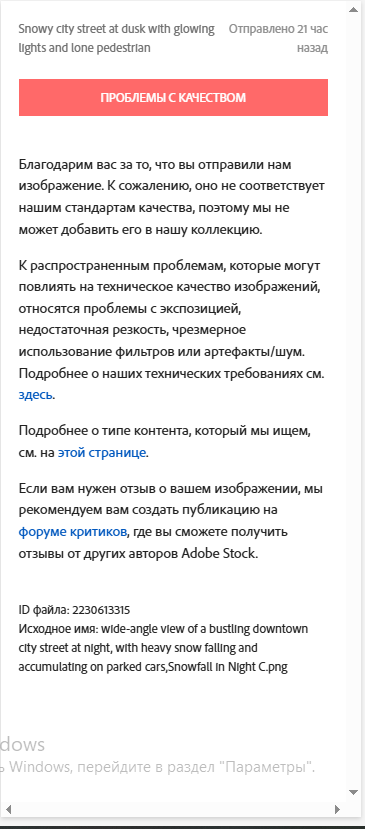 Snowy city street at dusk with glowing
lights and lone pedestrian
Отправлено 21 час
назад
ПРОБЛЕМЫ С КАЧЕСТВОМ
Благодарим вас за то, что вы отправили нам
изображение. К сожалению, оно не соответствует
нашим стандартам качества, поэтому мы не
может добавить его в нашу коллекцию.
К распространенным проблемам, которые могут
повлиять на техническое качество изображений,
относятся проблемы с экспозицией,
недостаточная резкость, чрезмерное
использование фильтров или артефакты/шум.
Подробнее о наших технических требованиях см.
здесь.
Подробнее о типе контента, который мы ищем,
см. на этой странице.
Если вам нужен отзыв о вашем изображении, мы
рекомендуем вам создать публикацию на
форуме критиков, где вы сможете получить
отзывы от других авторов Adobe Stock.
ID файла: 2230613315
Исходное имя: wide-angle view of a bustling downtown
city street at night, with heavy snow falling and
accumulating on parked cars,Snowfall in Night C.png
dows
ь Windows, перейдите в раздел "Параметры".